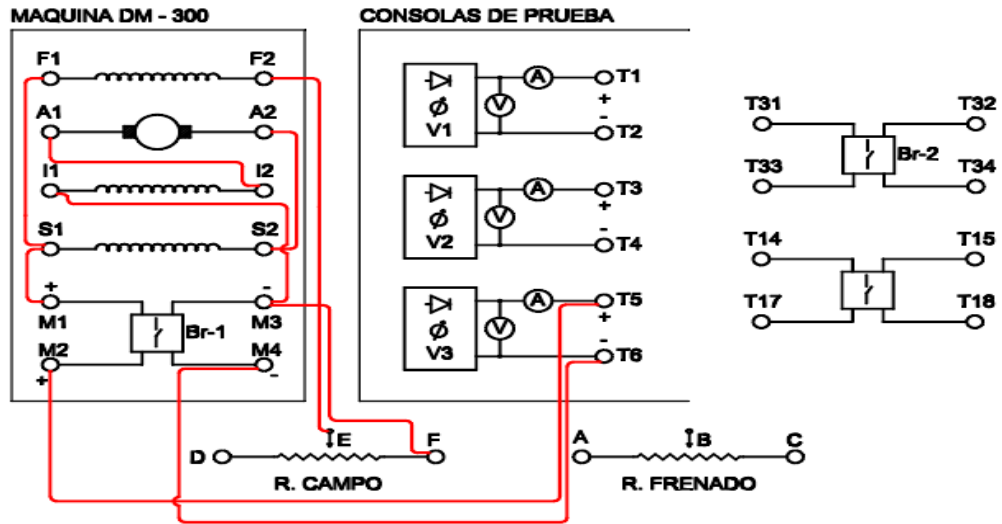 MAQUINA DM - 300
CONSOLAS DE PRUEBA
F1 F2
A1 A2
I1 I2
S1 S2
+ -
M1 M3
Br-1
M2 M4
+ -
V1
A
V
T1
+
-
T2
V2
A
V
T3
+
-
T4
V3
A
V
T5
+
-
T6
T31 T32
Br-2
T33 T34
T14 T15
T17 T18
D E F
R. CAMPO
A B C
R. FRENADO